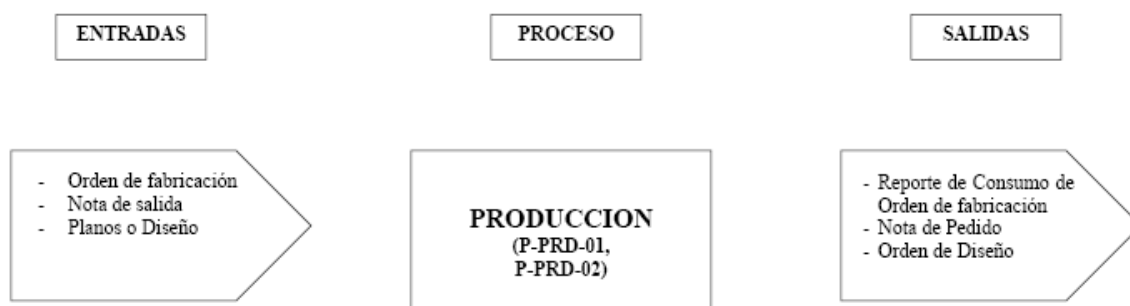 ENTRADAS
PROCESO
SALIDAS
- Orden de fabricación
- Nota de salida
- Planos o Diseño
PRODUCCION
(P-PRD-01,
P-PRD-02)
- Reporte de Consumo de
Orden de fabricación
- Nota de Pedido
- Orden de Diseño